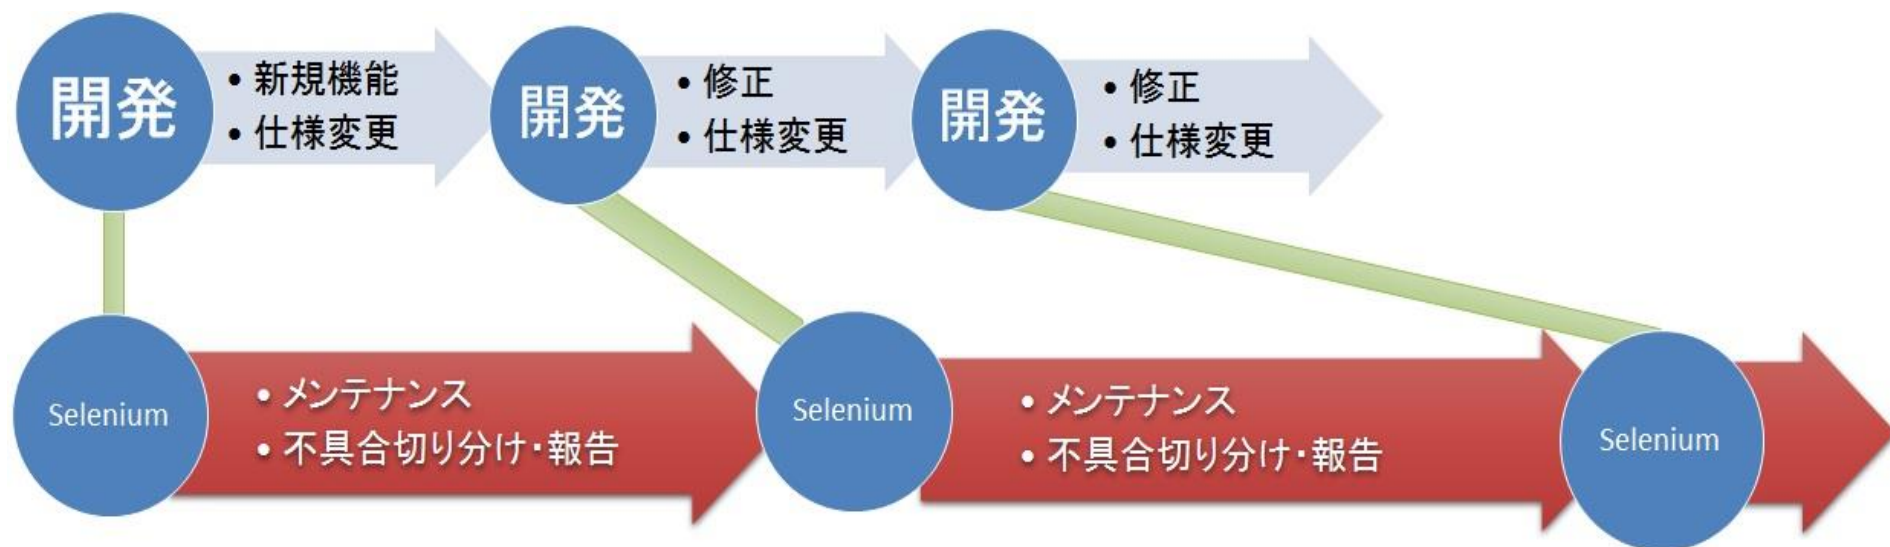 開発
• 新規機能
• 仕様変更
開発
• 修正
• 仕様変更
開発
• 修正
• 仕様変更
Selenium
• メンテナンス
• 不具合切り分け・報告
Selenium
• メンテナンス
• 不具合切り分け・報告
Selenium